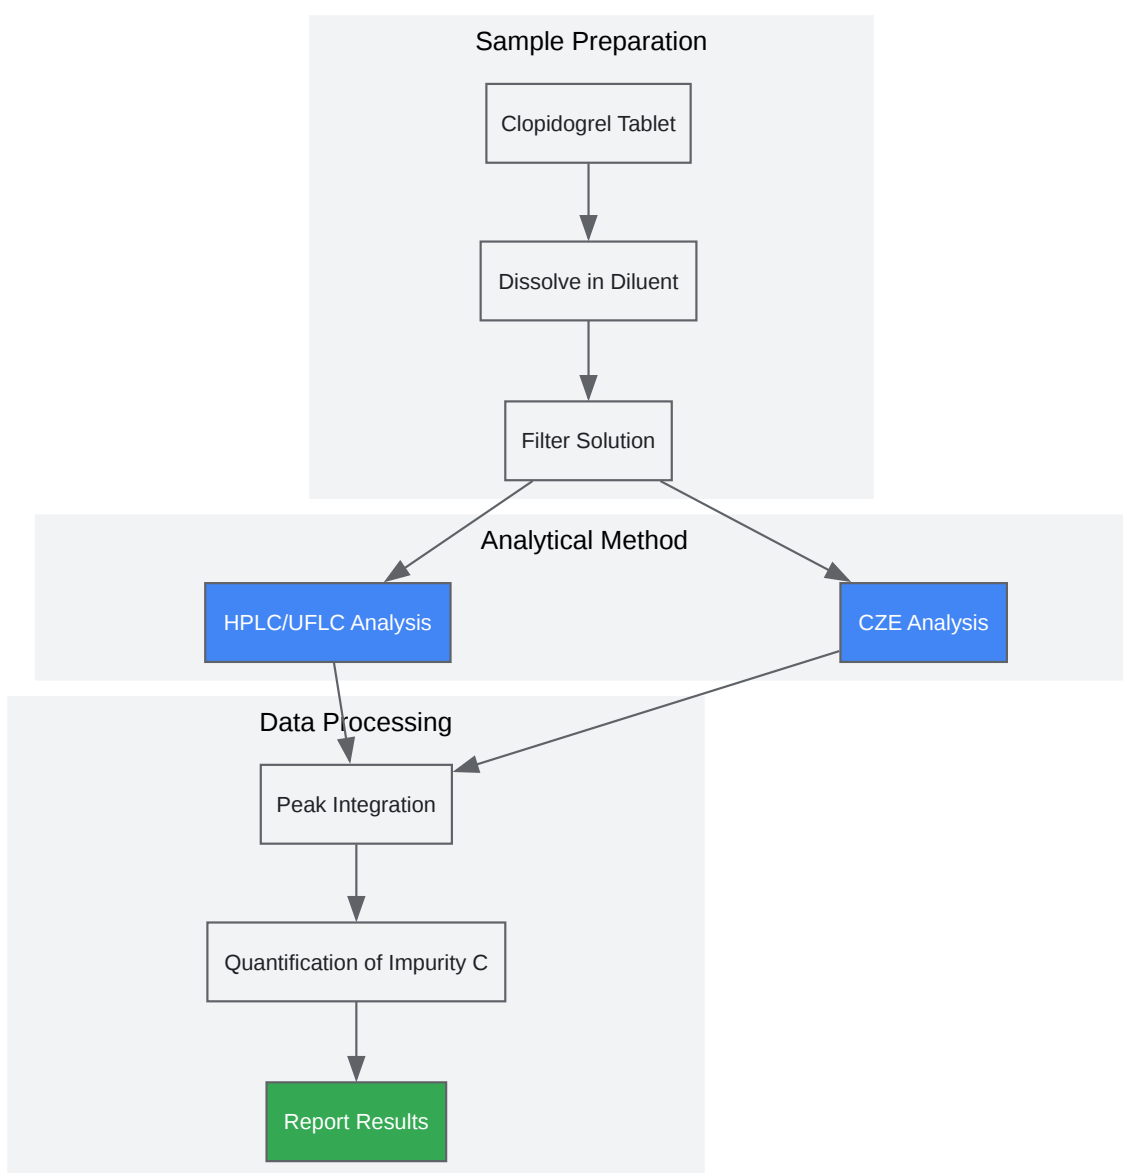 Sample Preparation
Clopidogrel Tablet
Dissolve in Diluent
Filter Solution
Analytical Method
HPLC/UFLC Analysis
CZE Analysis
Data Processing
Peak Integration
Quantification of Impurity C
Report Results